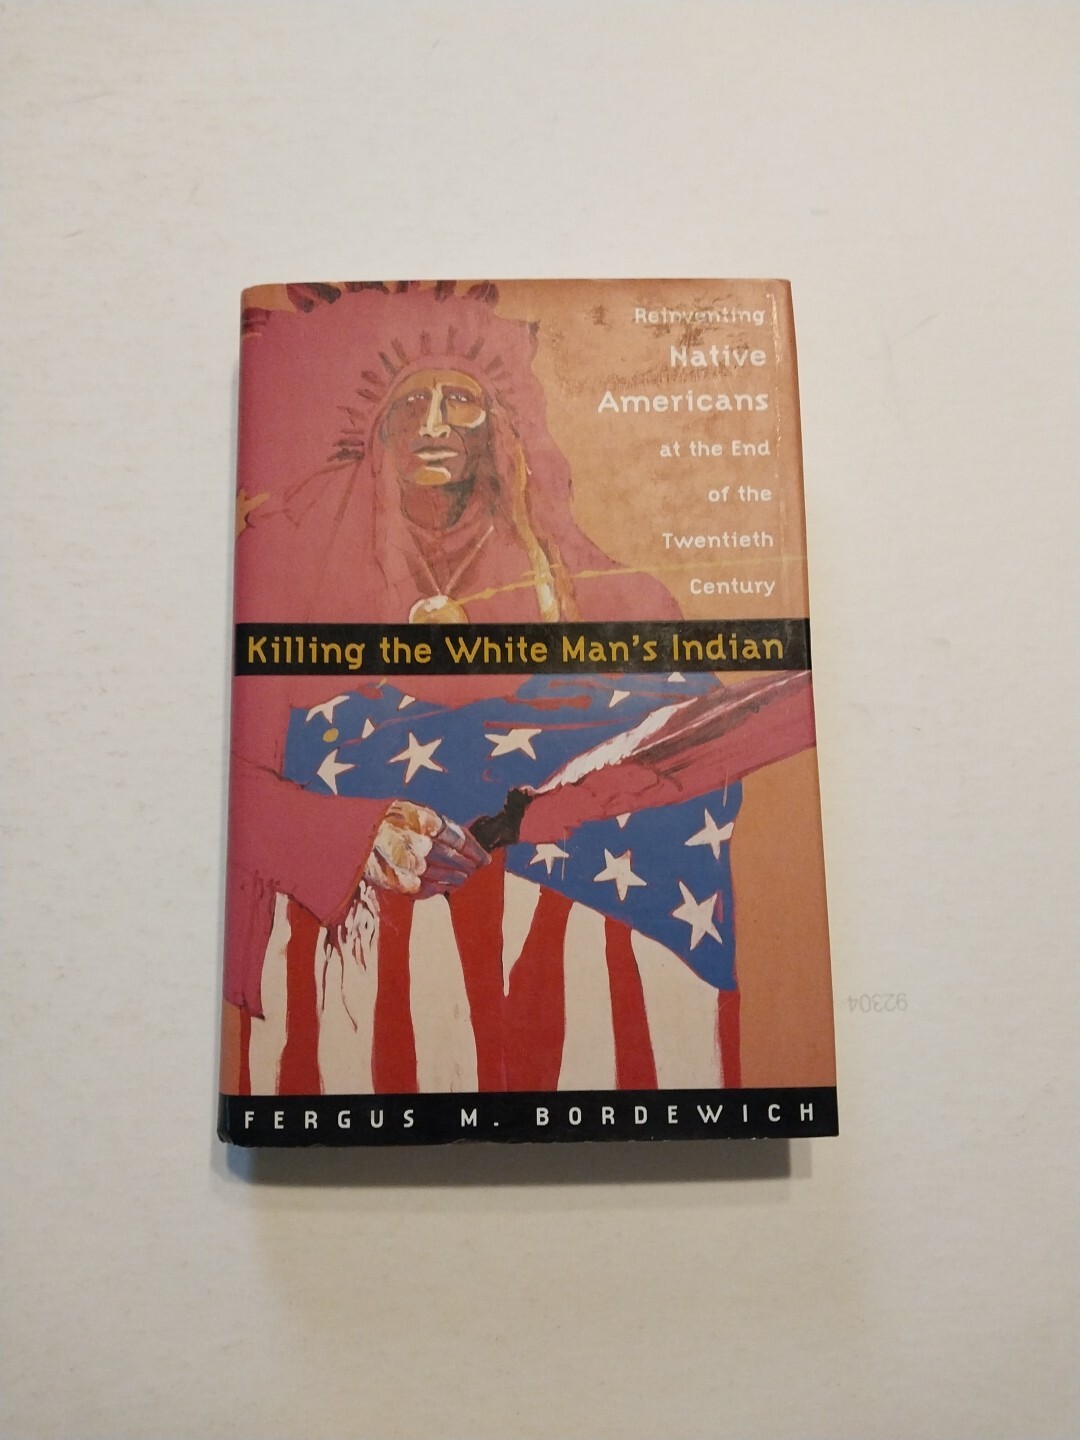 Reinventing
Native
Americans
at the End
of the
Twentieth
Century
Killing the White Man's Indian
FERGUS M. BORDEWICH
92304